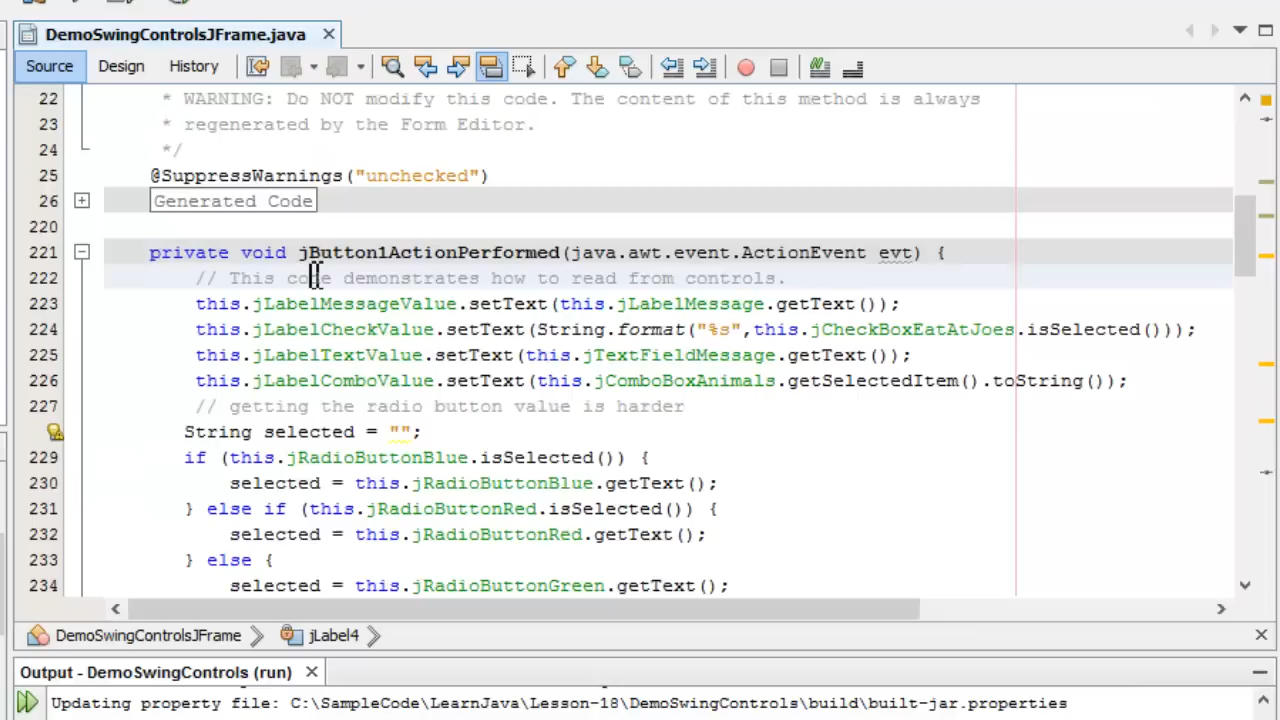 DemoSwingControlsJFrame.java
Source Design History
22 * WARNING: Do NOT modify this code. The content of this method is always
23 * regenerated by the Form Editor.
24 */
25 @SuppressWarnings("unchecked")
26 Generated Code
220
221 private void jButton1ActionPerformed(java.awt.event.ActionEvent evt) {
222 // This code demonstrates how to read from controls.
223 this.jLabelMessageValue.setText(this.jLabelMessage.getText());
224 this.jLabelCheckValue.setText(String.format("%s",this.jCheckBoxEatAtJoes.isSelected()));
225 this.jLabelTextValue.setText(this.jTextFieldMessage.getText());
226 this.jLabelComboValue.setText(this.jComboBoxAnimals.getSelectedItem().toString());
227 // getting the radio button value is harder
String selected = "";
229 if (this.jRadioButtonBlue.isSelected()) {
230 selected = this.jRadioButtonBlue.getText();
231 } else if (this.jRadioButtonRed.isSelected()) {
232 selected = this.jRadioButtonRed.getText();
233 } else {
234 selected = this.jRadioButtonGreen.getText();
DemoSwingControlsJFrame jLabel4
Output - DemoSwingControls (run)
Updating property file: C:\SampleCode\LearnJava\Lesson-18\DemoSwingControls\build\built-jar.properties